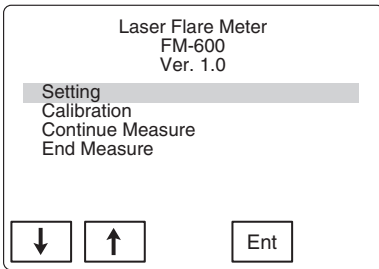 Laser Flare Meter
FM-600
Ver. 1.0
Setting
Calibration
Continue Measure
End Measure
↓ ↑ Ent